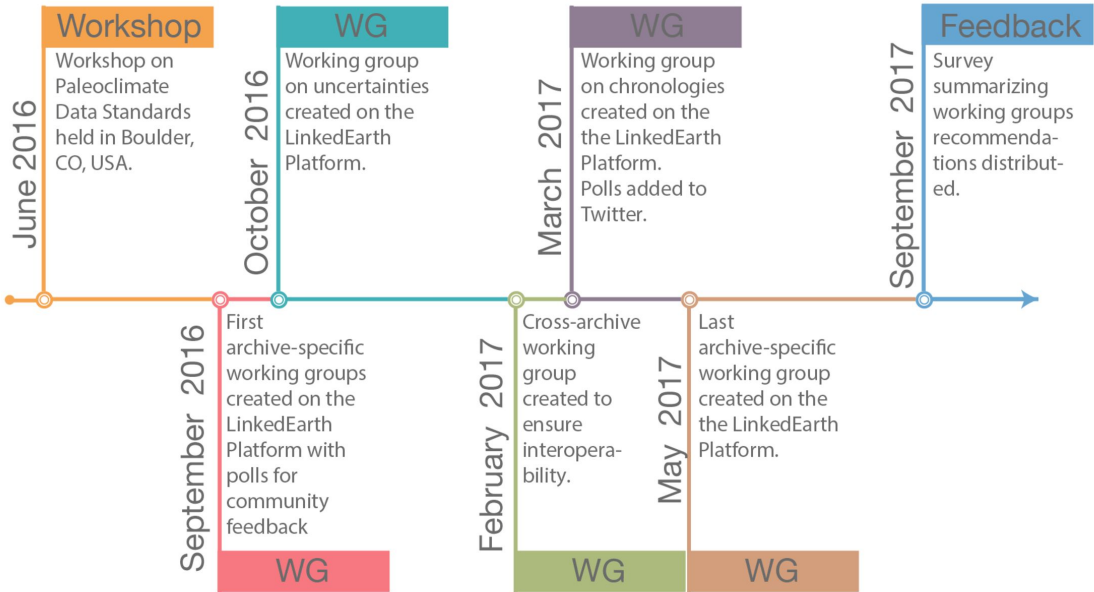 Workshop
June 2016
Workshop on
Paleoclimate
Data Standards
held in Boulder,
CO, USA.
September 2016
First
archive-specific
working groups
created on the
LinkedEarth
Platform with
polls for
community
feedback
WG
WG
October 2016
Working group
on uncertainties
created on the
LinkedEarth
Platform.
February 2017
Cross-archive
working
group
created to
ensure
interopera-
bility.
WG
WG
March 2017
Working group
on chronologies
created on the
the LinkedEarth
Platform.
Polls added to
Twitter.
May 2017
Last
archive-specific
working group
created on the
the LinkedEarth
Platform.
WG
Feedback
September 2017
Survey
summarizing
working groups
recommenda-
tions distribut-
ed.